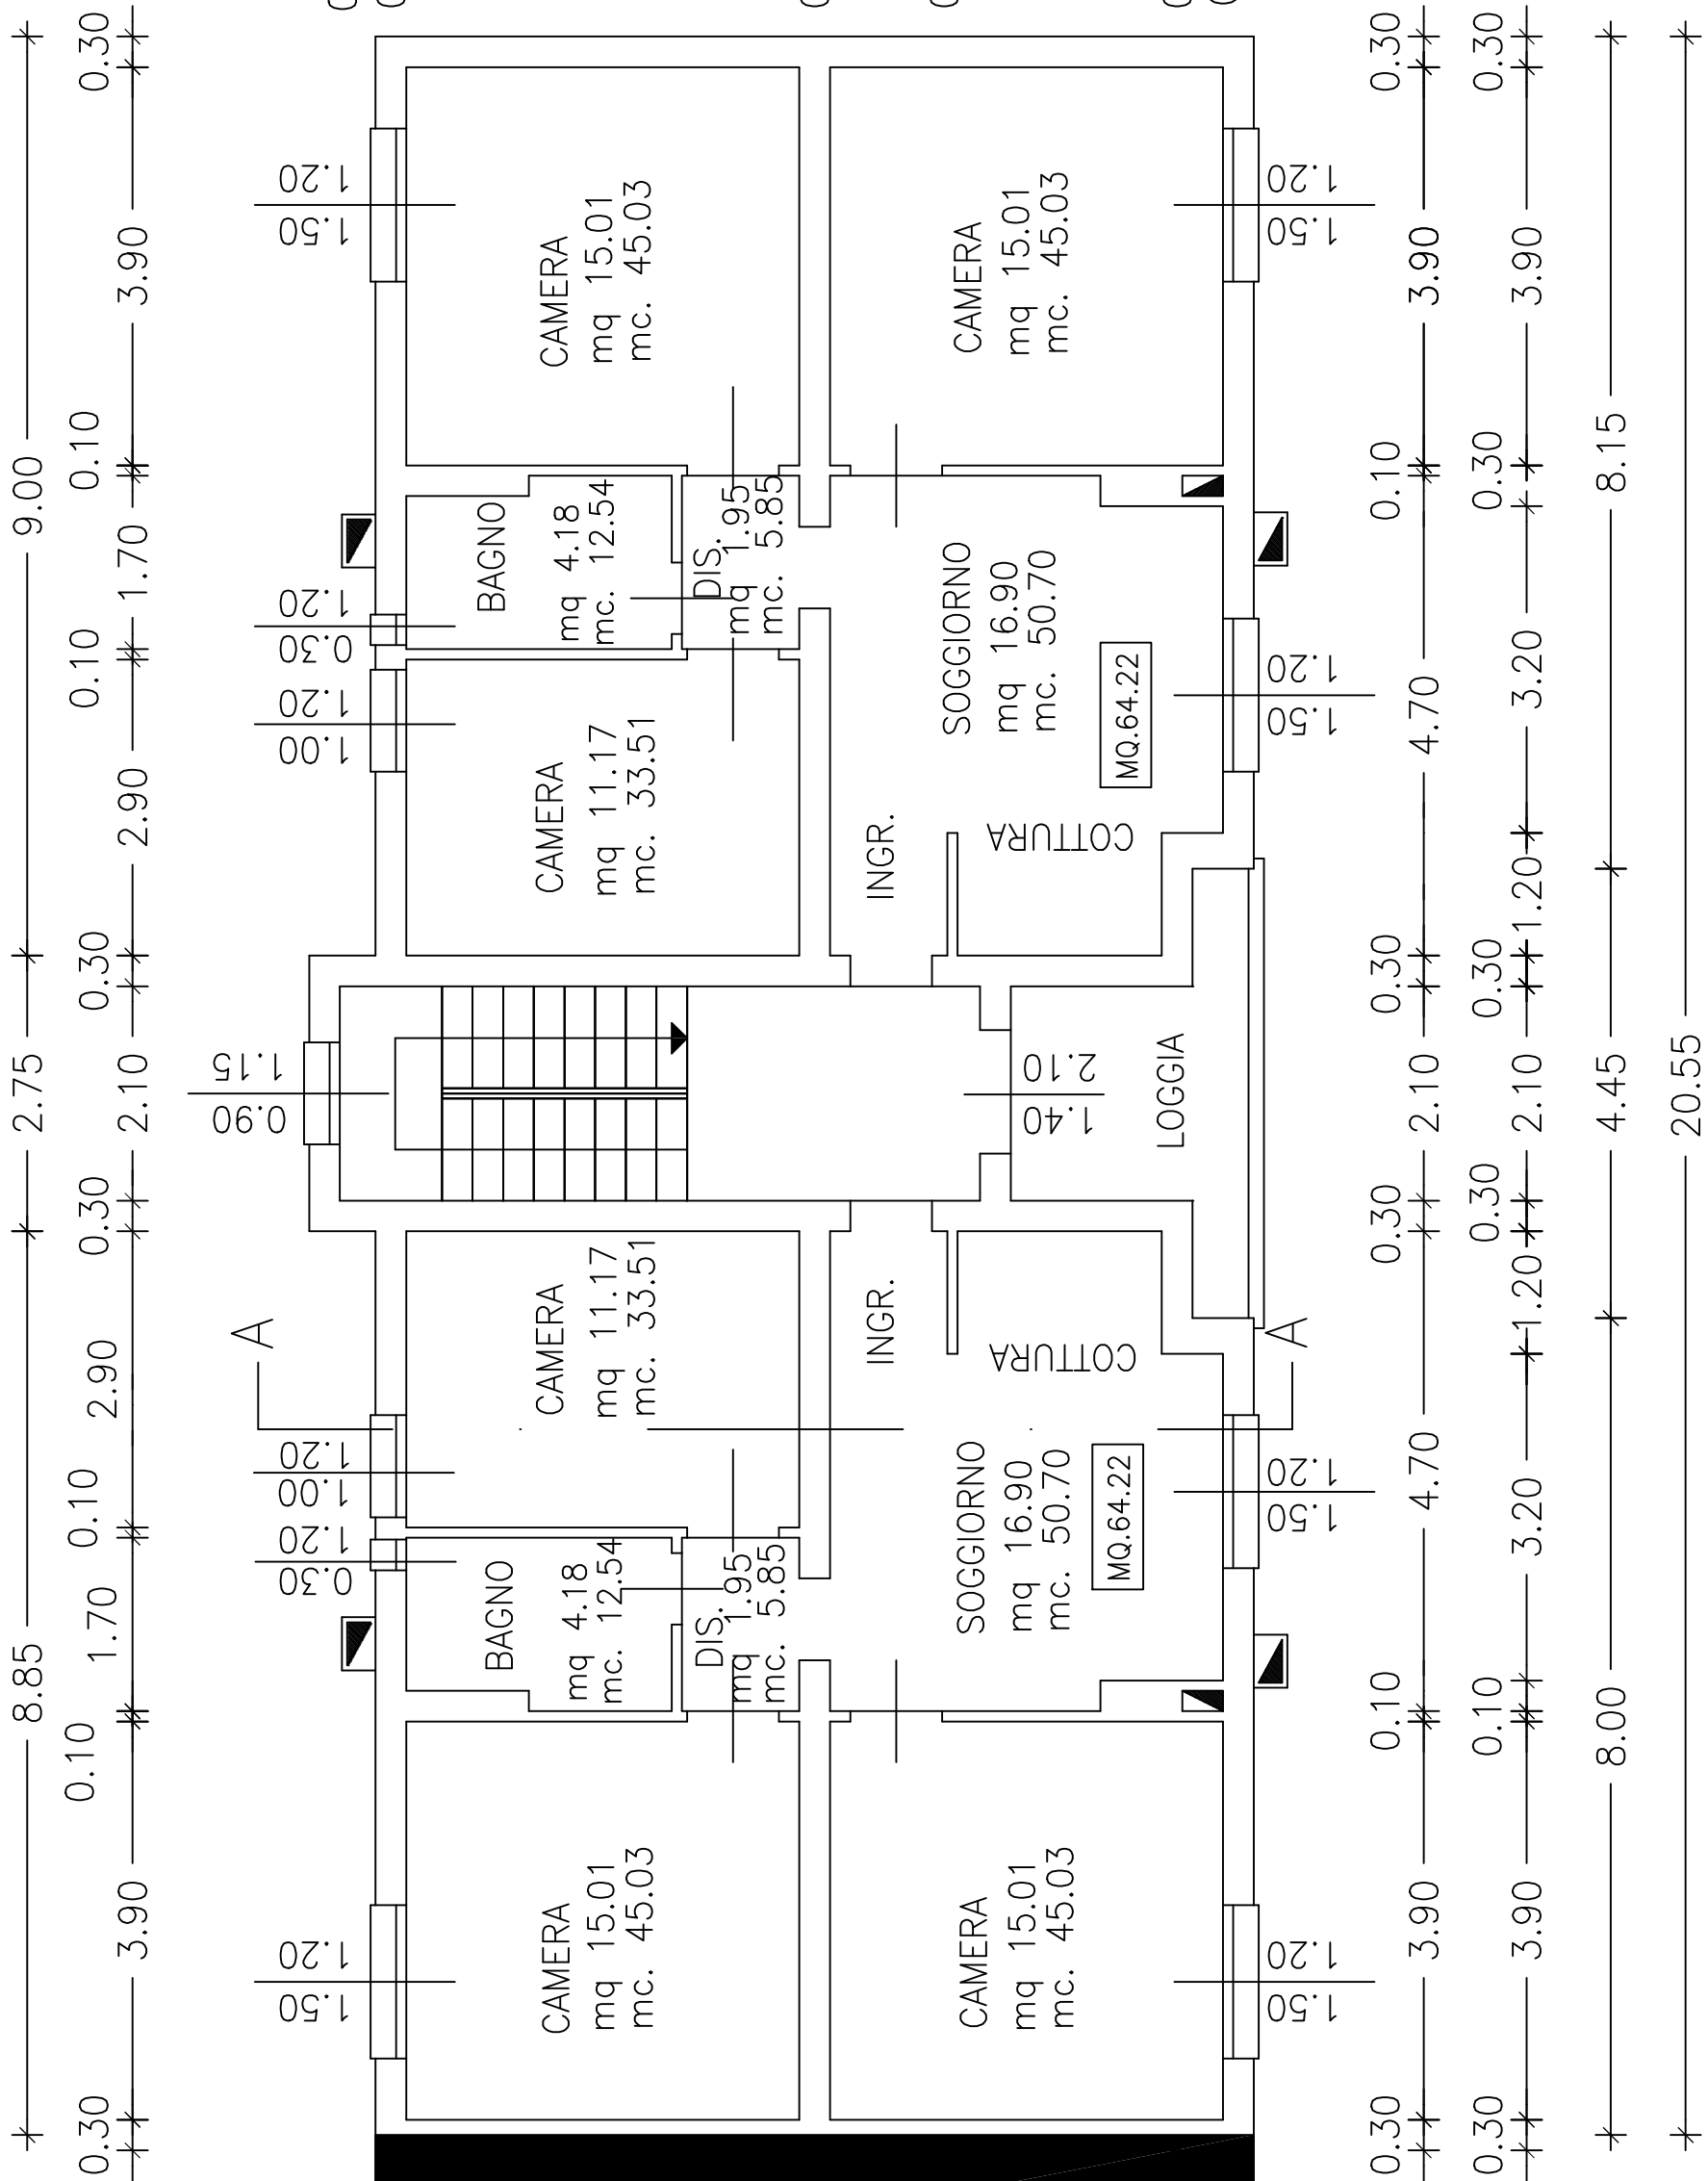 8.85 2.75 9.00
0.30 3.90 0.10 1.70 0.10 2.90 0.30 2.10 0.30 2.90 0.10 1.70 0.10 3.90 0.30
0.90 1.15
A
1.50 1.20
0.30 1.20
1.00 1.20
1.00 1.20
0.30 1.20
1.50 1.20
CAMERA
mq 15.01
mc. 45.03
BAGNO
mq 4.18
mc. 12.54
CAMERA
mq 11.17
mc. 33.51
CAMERA
mq 11.17
mc. 33.51
BAGNO
mq 4.18
mc. 12.54
CAMERA
mq 15.01
mc. 45.03
DIS.
mq 1.95
mc. 5.85
DIS.
mq 1.95
mc. 5.85
CAMERA
mq 15.01
mc. 45.03
SOGGIORNO
mq 16.90
mc. 50.70
MQ.64.22
INGR.
COTTURA
1.40 2.10
LOGGIA
INGR.
COTTURA
SOGGIORNO
mq 16.90
mc. 50.70
MQ.64.22
CAMERA
mq 15.01
mc. 45.03
1.50 1.20
1.50 1.20
A
1.50 1.20
1.50 1.20
0.30 3.90 0.10 4.70 0.30 2.10 0.30 4.70 0.10 3.90 0.30
0.30 3.90 0.10 3.20 1.20 0.30 2.10 0.30 1.20 3.20 0.30 3.90 0.30
8.00 4.45 8.15
20.55